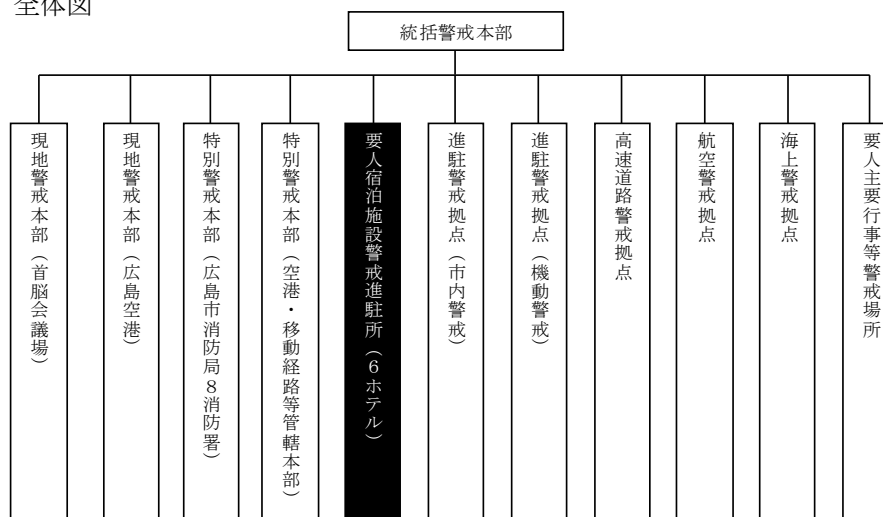 全体図
統括警戒本部
現地警戒本部（首脳会議場）
現地警戒本部（広島空港）
特別警戒本部（広島市消防局８消防署）
特別警戒本部（空港・移動経路等管轄本部）
要人宿泊施設警戒進駐所（６ホテル）
進駐警戒拠点（市内警戒）
進駐警戒拠点（機動警戒）
高速道路警戒拠点
航空警戒拠点
海上警戒拠点
要人主要行事等警戒場所